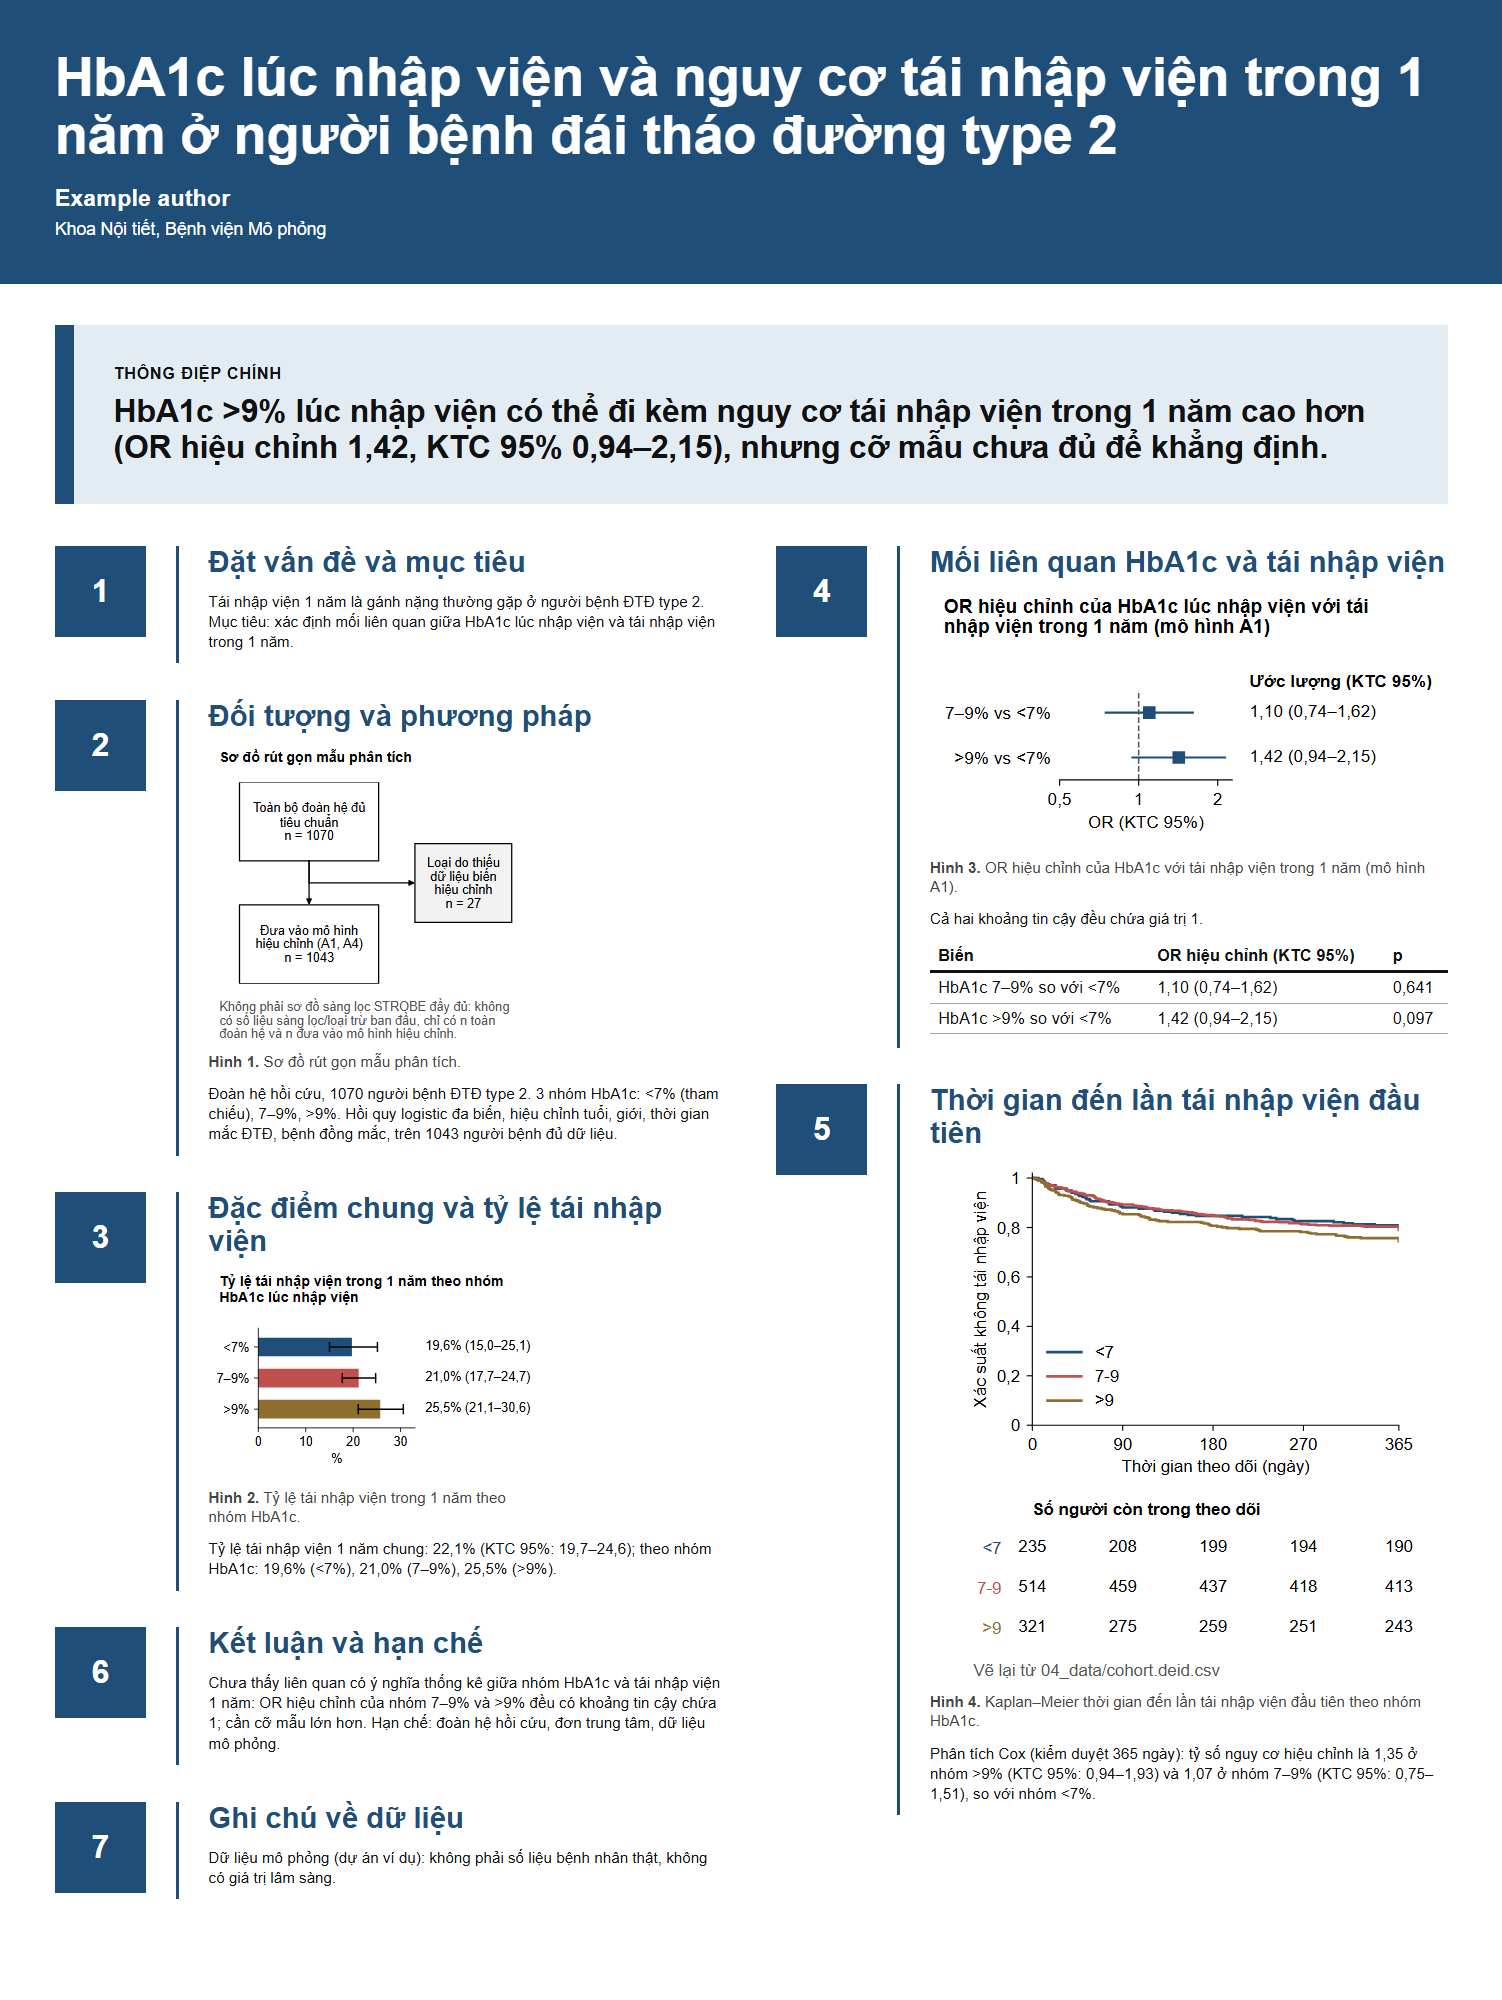 HbA1c lúc nhập viện và nguy cơ tái nhập viện trong 1
năm ở người bệnh đái tháo đường type 2
Example author
Khoa Nội tiết, Bệnh viện Mô phỏng
THÔNG ĐIỆP CHÍNH
HbA1c >9% lúc nhập viện có thể đi kèm nguy cơ tái nhập viện trong 1 năm cao hơn
(OR hiệu chỉnh 1,42, KTC 95% 0,94–2,15), nhưng cỡ mẫu chưa đủ để khẳng định.
1
Đặt vấn đề và mục tiêu
Tái nhập viện 1 năm là gánh nặng thường gặp ở người bệnh ĐTĐ type 2.
Mục tiêu: xác định mối liên quan giữa HbA1c lúc nhập viện và tái nhập viện
trong 1 năm.
2
Đối tượng và phương pháp
Sơ đồ rút gọn mẫu phân tích
Toàn bộ đoàn hệ đủ
tiêu chuẩn
n = 1070
Loại do thiếu
dữ liệu biến
hiệu chỉnh
n = 27
Đưa vào mô hình
hiệu chỉnh (A1, A4)
n = 1043
Không phải sơ đồ sàng lọc STROBE đầy đủ: không
có số liệu sàng lọc/loại trừ ban đầu, chỉ có n toàn
đoàn hệ và n đưa vào mô hình hiệu chỉnh.
Hình 1. Sơ đồ rút gọn mẫu phân tích.
Đoàn hệ hồi cứu, 1070 người bệnh ĐTĐ type 2. 3 nhóm HbA1c: <7% (tham
chiếu), 7–9%, >9%. Hồi quy logistic đa biến, hiệu chỉnh tuổi, giới, thời gian
mắc ĐTĐ, bệnh đồng mắc, trên 1043 người bệnh đủ dữ liệu.
3
Đặc điểm chung và tỷ lệ tái nhập
viện
Tỷ lệ tái nhập viện trong 1 năm theo nhóm
HbA1c lúc nhập viện
<7% 19,6% (15,0–25,1)
7–9% 21,0% (17,7–24,7)
>9% 25,5% (21,1–30,6)
0 10 20 30
%
Hình 2. Tỷ lệ tái nhập viện trong 1 năm theo
nhóm HbA1c.
Tỷ lệ tái nhập viện 1 năm chung: 22,1% (KTC 95%: 19,7–24,6); theo nhóm
HbA1c: 19,6% (<7%), 21,0% (7–9%), 25,5% (>9%).
6
Kết luận và hạn chế
Chưa thấy liên quan có ý nghĩa thống kê giữa nhóm HbA1c và tái nhập viện
1 năm: OR hiệu chỉnh của nhóm 7–9% và >9% đều có khoảng tin cậy chứa
1; cần cỡ mẫu lớn hơn. Hạn chế: đoàn hệ hồi cứu, đơn trung tâm, dữ liệu
mô phỏng.
7
Ghi chú về dữ liệu
Dữ liệu mô phỏng (dự án ví dụ): không phải số liệu bệnh nhân thật, không
có giá trị lâm sàng.
4
Mối liên quan HbA1c và tái nhập viện
OR hiệu chỉnh của HbA1c lúc nhập viện với tái
nhập viện trong 1 năm (mô hình A1)
Ước lượng (KTC 95%)
7–9% vs <7% 1,10 (0,74–1,62)
>9% vs <7% 1,42 (0,94–2,15)
0,5 1 2
OR (KTC 95%)
Hình 3. OR hiệu chỉnh của HbA1c với tái nhập viện trong 1 năm (mô hình
A1).
Cả hai khoảng tin cậy đều chứa giá trị 1.
Biến OR hiệu chỉnh (KTC 95%) p
HbA1c 7–9% so với <7% 1,10 (0,74–1,62) 0,641
HbA1c >9% so với <7% 1,42 (0,94–2,15) 0,097
5
Thời gian đến lần tái nhập viện đầu
tiên
Xác suất không tái nhập viện
1
0,8
0,6
0,4
0,2
0
<7
7-9
>9
0 90 180 270 365
Thời gian theo dõi (ngày)
Số người còn trong theo dõi
<7 235 208 199 194 190
7-9 514 459 437 418 413
>9 321 275 259 251 243
Vẽ lại từ 04_data/cohort.deid.csv
Hình 4. Kaplan–Meier thời gian đến lần tái nhập viện đầu tiên theo nhóm
HbA1c.
Phân tích Cox (kiểm duyệt 365 ngày): tỷ số nguy cơ hiệu chỉnh là 1,35 ở
nhóm >9% (KTC 95%: 0,94–1,93) và 1,07 ở nhóm 7–9% (KTC 95%: 0,75–
1,51), so với nhóm <7%.